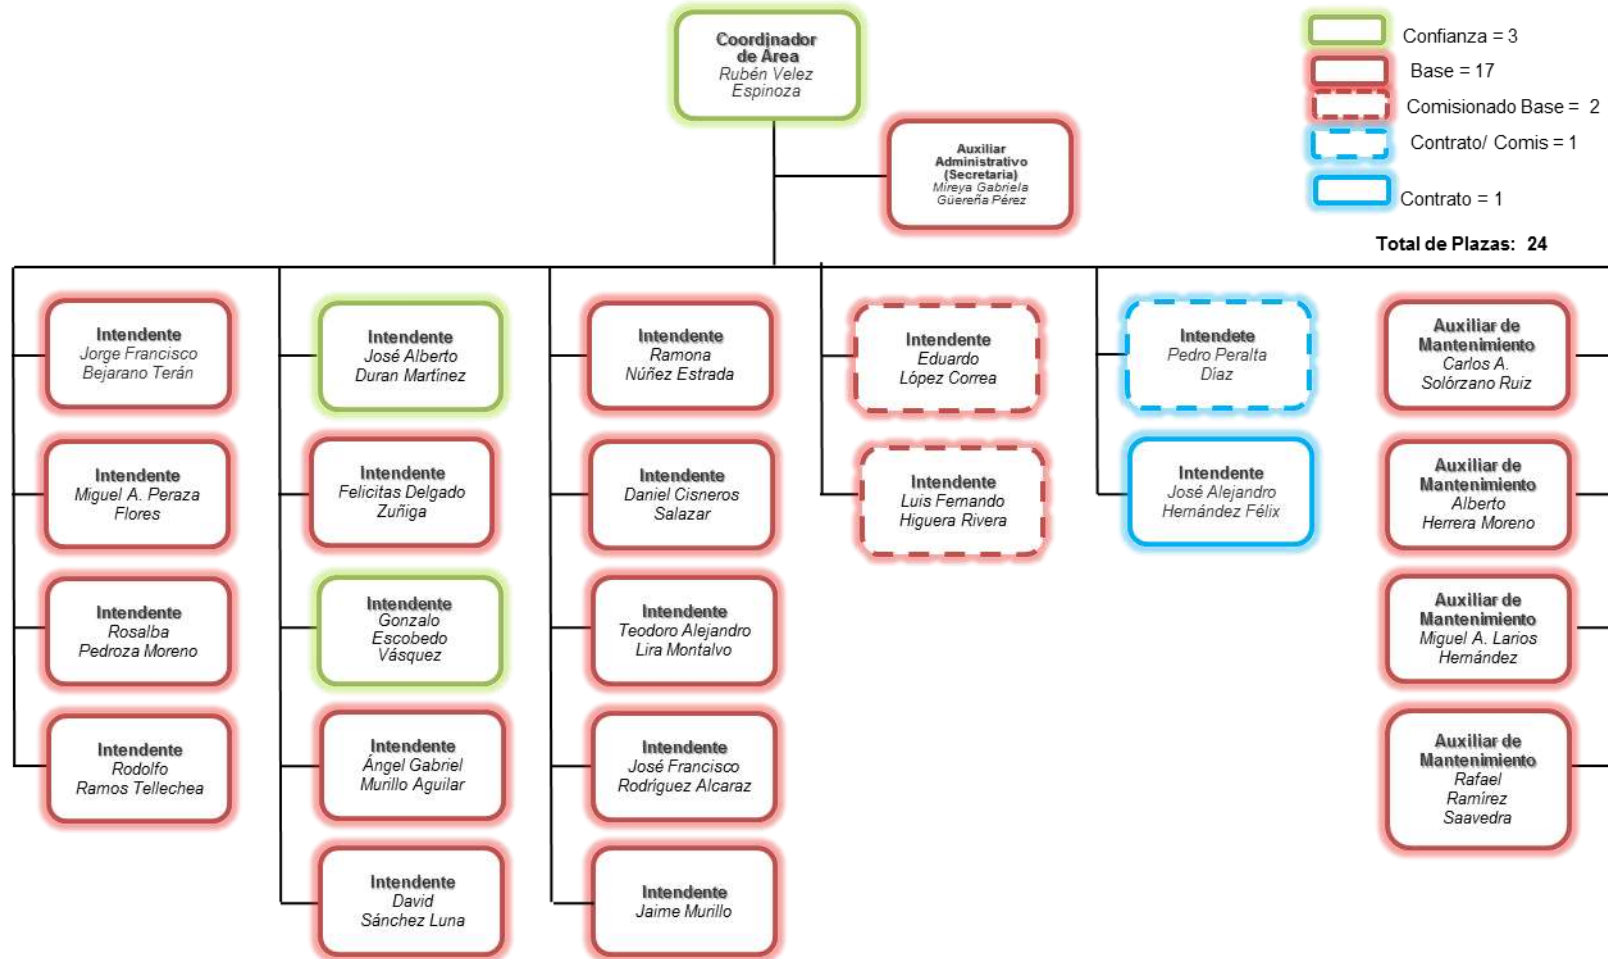 Coordinador
de Área
Rubén Velez
Espinoza
Confianza = 3
Base = 17
Comisionado Base =  2
Contrato/ Comis = 1
Contrato = 1
Total de Plazas:  24
Auxiliar
Administrativo
(Secretaria)
Mireya Gabriela
Güereña Pérez
Intendente
Jorge Francisco
Bejarano Terán
Intendente
Miguel A. Peraza
Flores
Intendente
Rosalba
Pedroza Moreno
Intendente
Rodolfo
Ramos Tellechea
Intendente
José Alberto
Duran Martínez
Intendente
Felicitas Delgado
Zuñiga
Intendente
Gonzalo
Escobedo
Vásquez
Intendente
Ángel Gabriel
Murillo Aguilar
Intendente
David
Sánchez Luna
Intendente
Ramona
Núñez Estrada
Intendente
Daniel Cisneros
Salazar
Intendente
Teodoro Alejandro
Lira Montalvo
Intendente
José Francisco
Rodríguez Alcaraz
Intendente
Jaime Murillo
Intendente
Eduardo
López Correa
Intendente
Luis Fernando
Higuera Rivera
Intendete
Pedro Peralta
Díaz
Intendente
José Alejandro
Hernández Félix
Auxiliar de
Mantenimiento
Carlos A.
Solórzano Ruiz
Auxiliar de
Mantenimiento
Alberto
Herrera Moreno
Auxiliar de
Mantenimiento
Miguel A. Larios
Hernández
Auxiliar de
Mantenimiento
Rafael
Ramírez
Saavedra